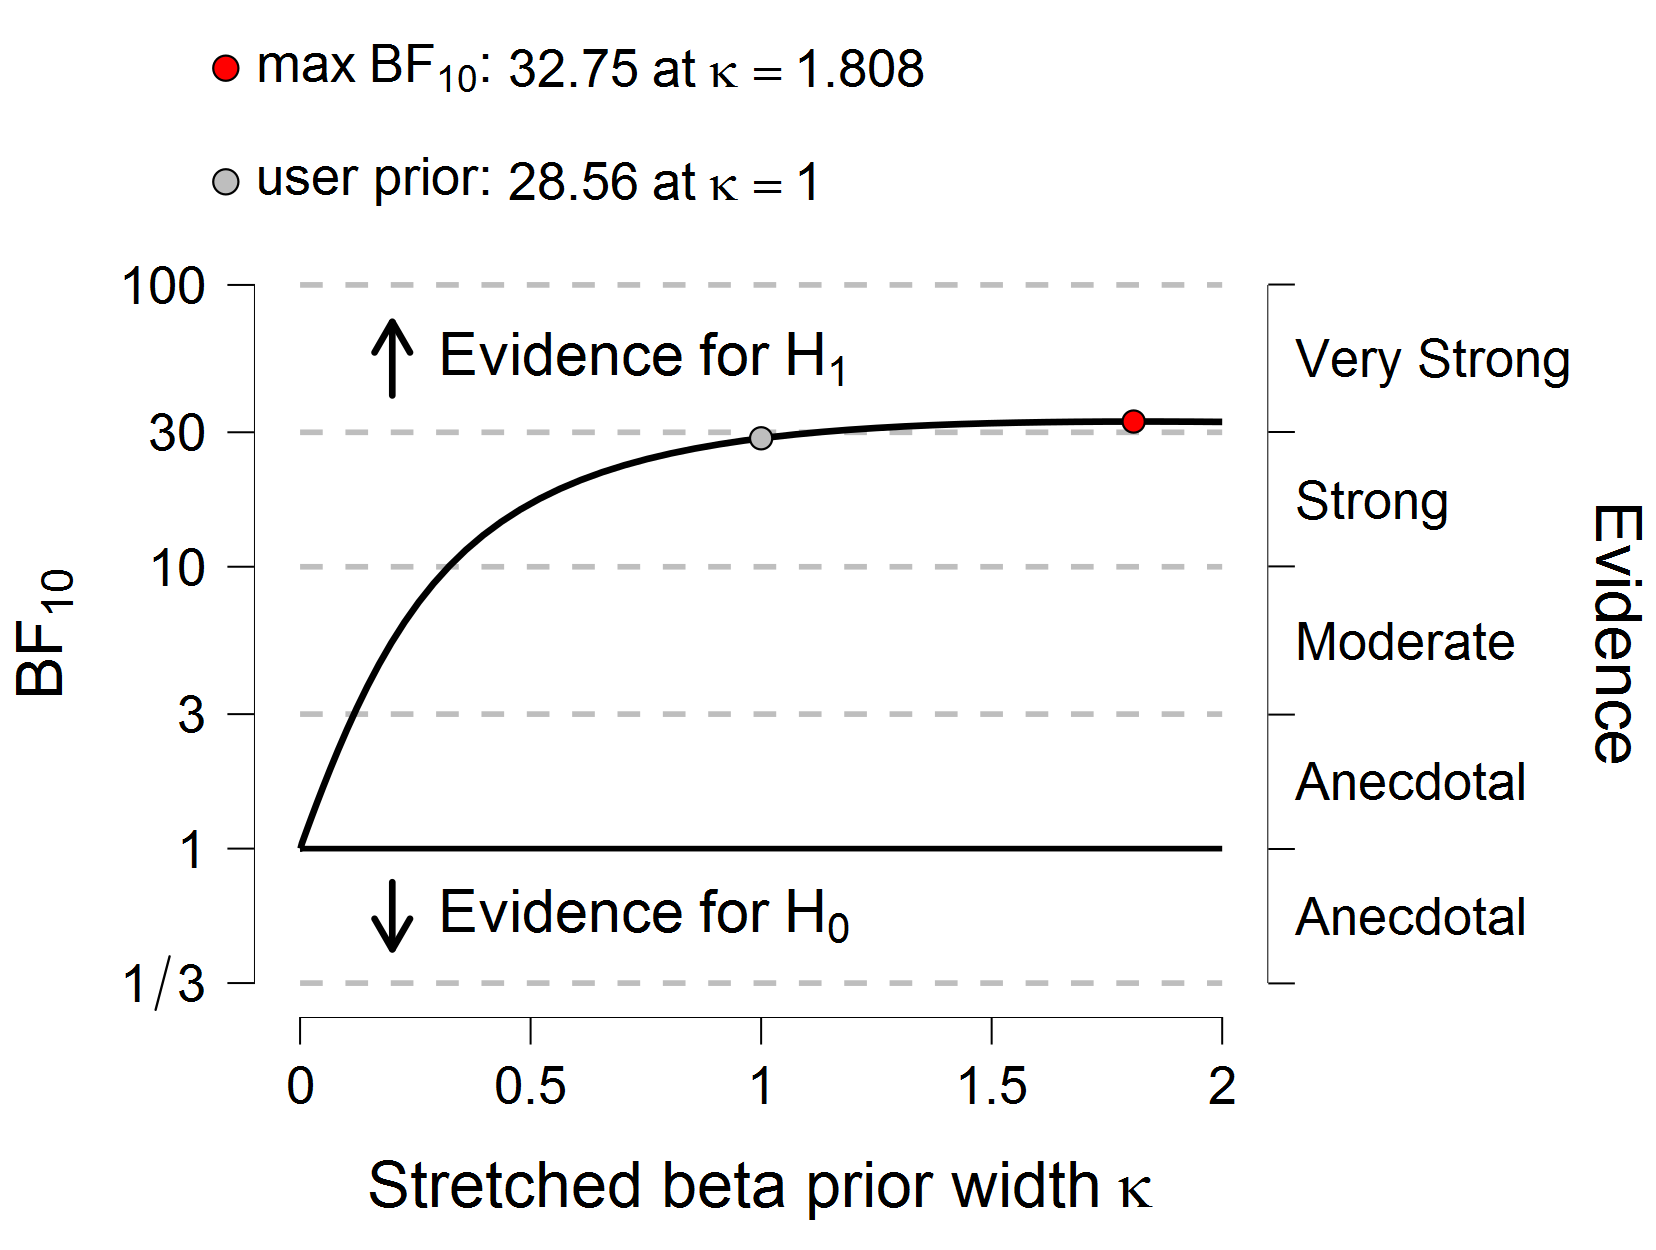 max BF10: 32.75 at κ = 1.808
user prior: 28.56 at κ = 1
100
30
10
3
1
1/3
BF10
Evidence for H1
Evidence for H0
Very Strong
Strong
Moderate
Anecdotal
Anecdotal
Evidence
0 0.5 1 1.5 2
Stretched beta prior width κ